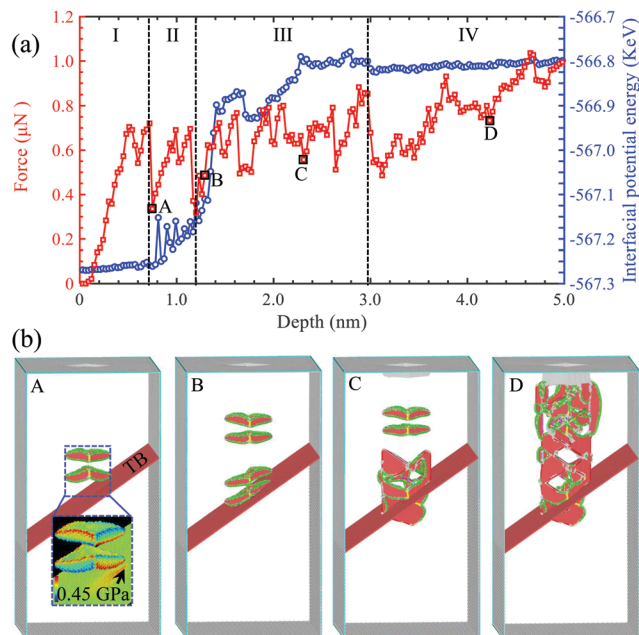 (a)
I II III IV
Force (μN)
1.2
1.0
0.8
0.6
0.4
0.2
0
-566.7
-566.8
-566.9
-567.0
-567.1
-567.2
-567.3
Interfacial potential energy (KeV)
A
B
C
D
0.0 1.0 2.0 3.0 4.0 5.0
Depth (nm)
(b)
A
TB
0.45 GPa
B
C
D